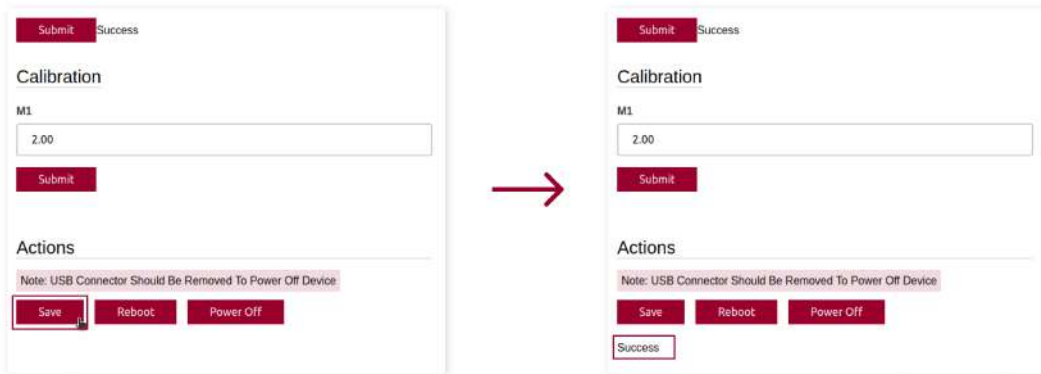 Submit Success
Calibration
M1
2.00
Submit
Actions
Note: USB Connector Should Be Removed To Power Off Device
Save Reboot Power Off
Submit Success
Calibration
M1
2.00
Submit
Actions
Note: USB Connector Should Be Removed To Power Off Device
Save Reboot Power Off
Success